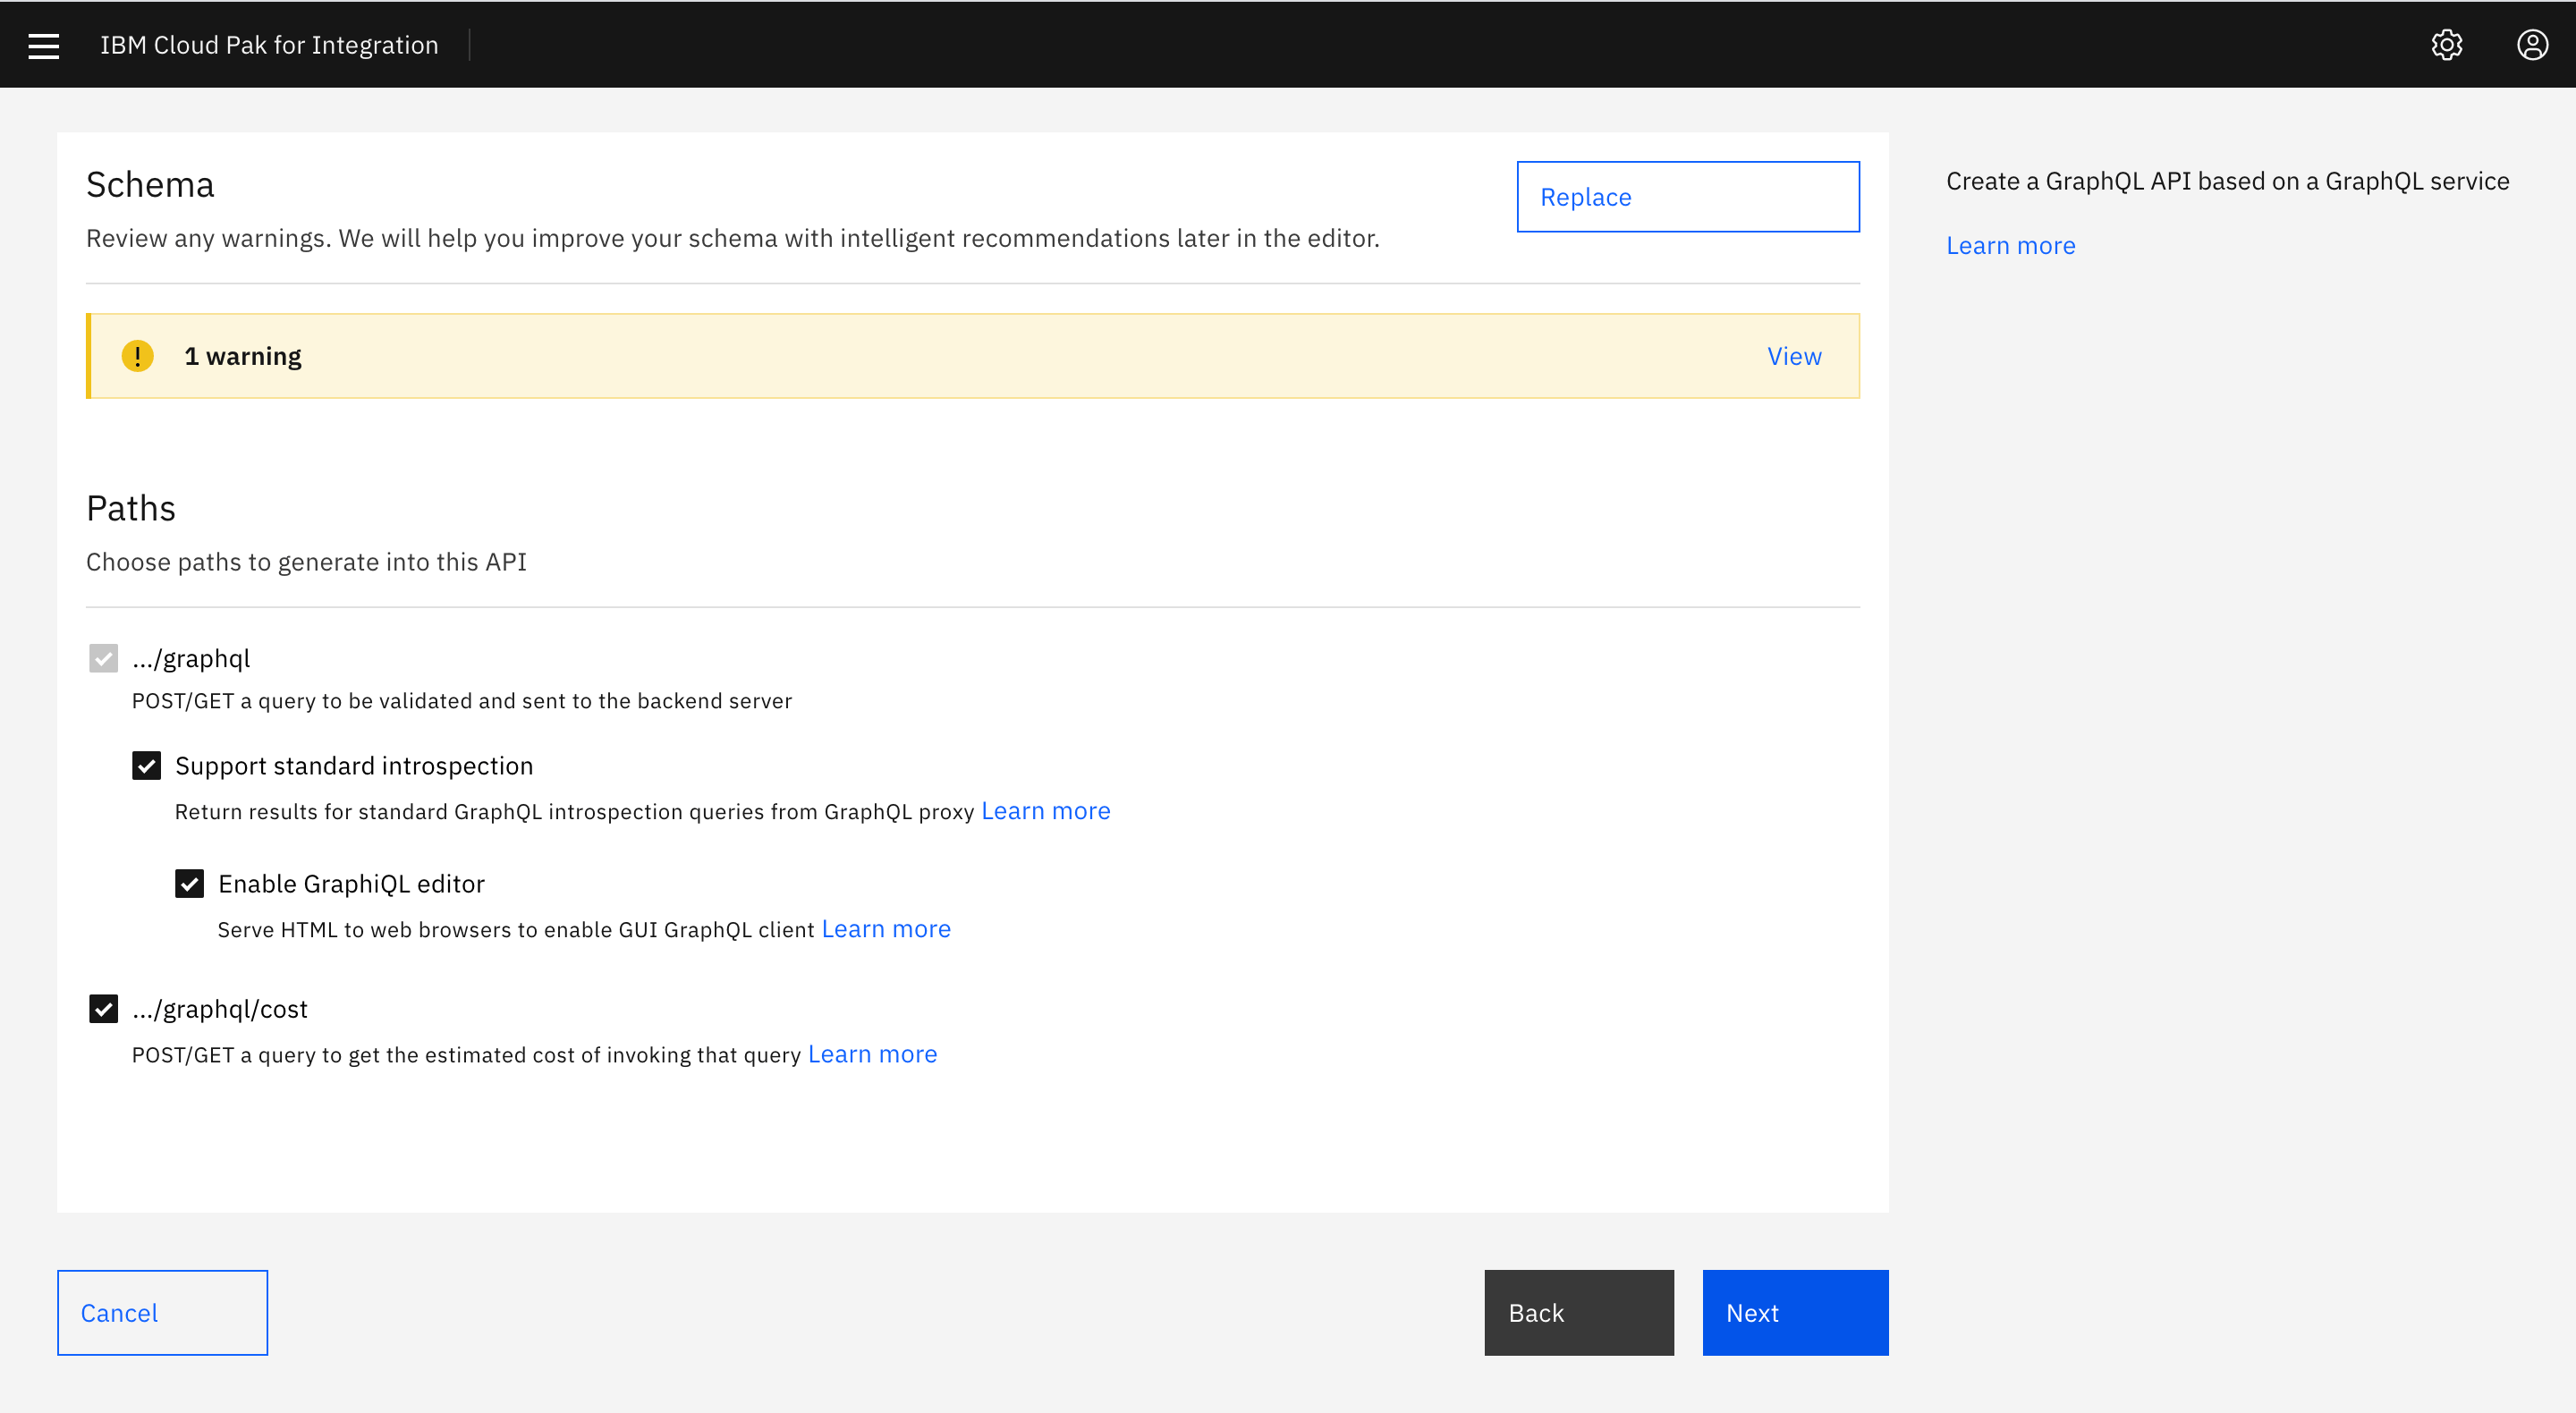 IBM Cloud Pak for Integration
Schema
Replace
Review any warnings. We will help you improve your schema with intelligent recommendations later in the editor.
1 warning
View
Paths
Choose paths to generate into this API
.../graphql
POST/GET a query to be validated and sent to the backend server
Support standard introspection
Return results for standard GraphQL introspection queries from GraphQL proxy Learn more
Enable GraphiQL editor
Serve HTML to web browsers to enable GUI GraphQL client Learn more
.../graphql/cost
POST/GET a query to get the estimated cost of invoking that query Learn more
Create a GraphQL API based on a GraphQL service
Learn more
Cancel
Back
Next